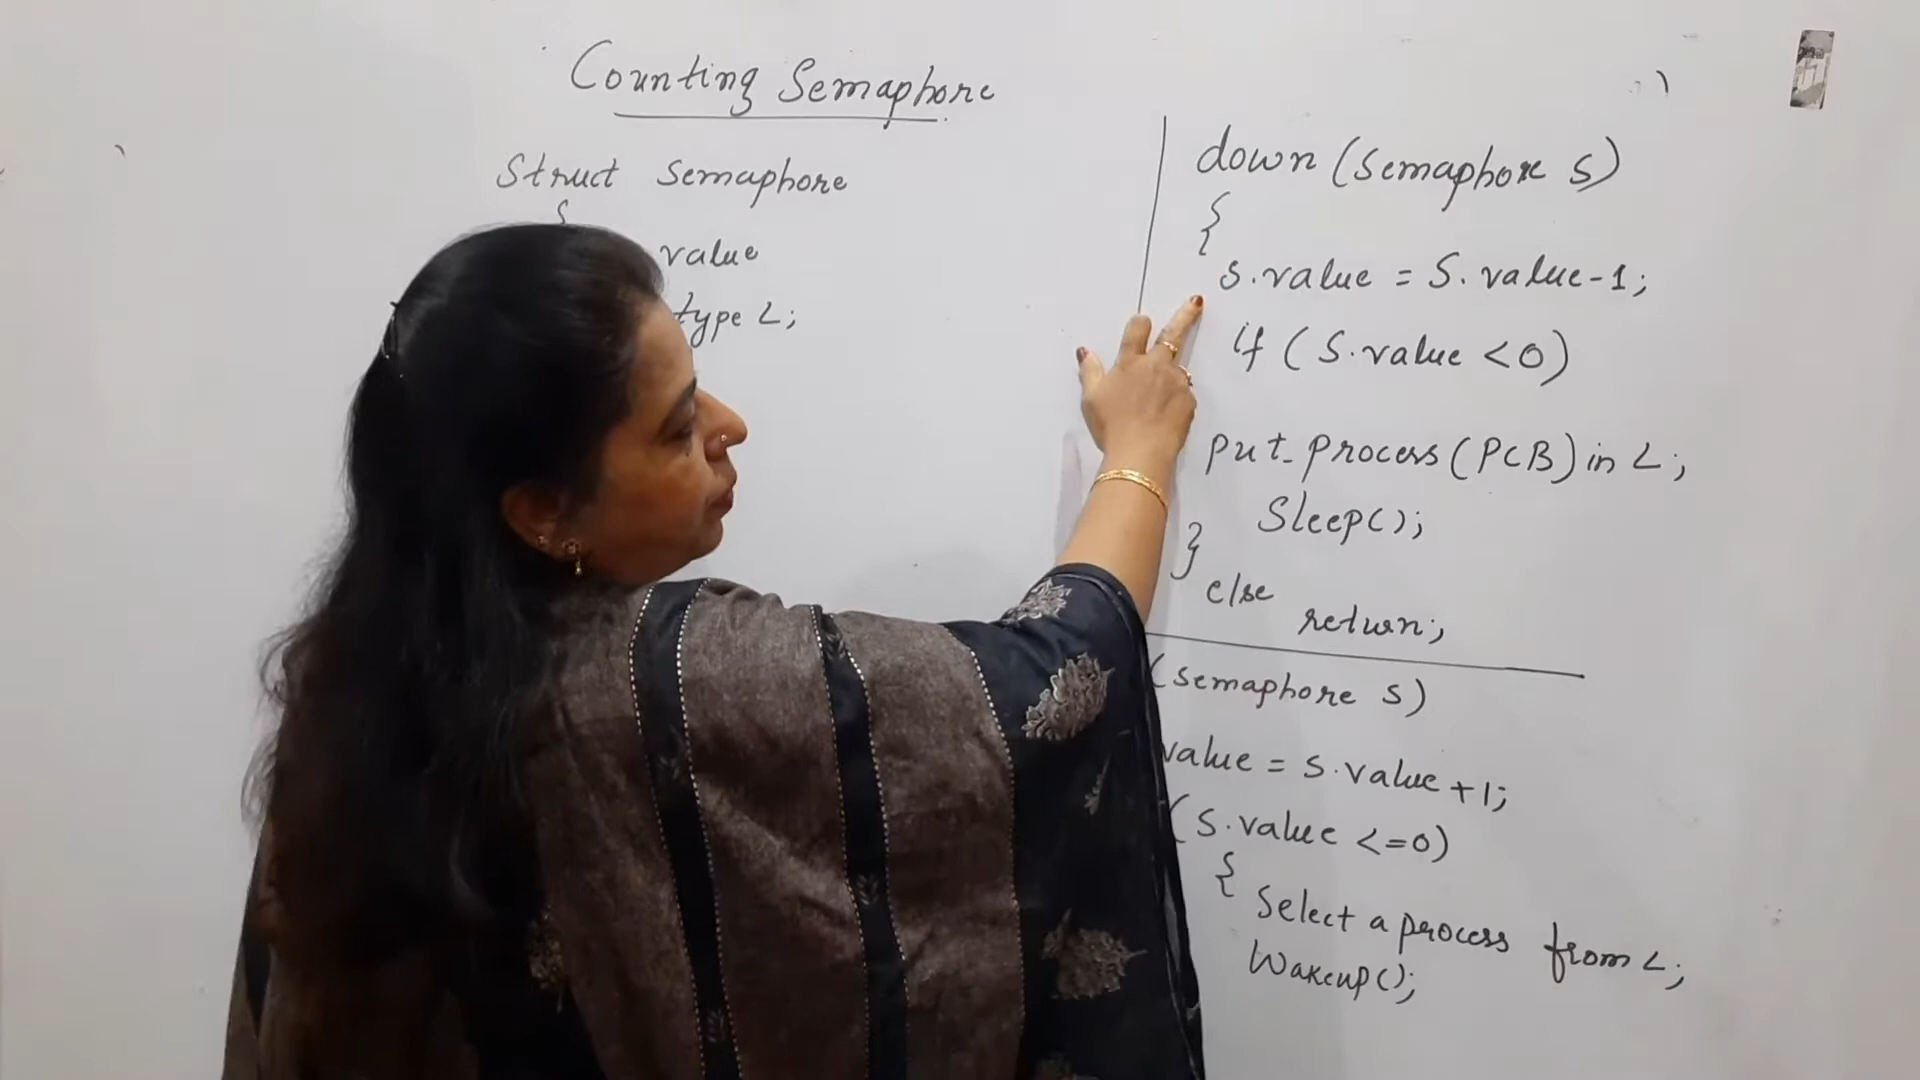 Counting Semaphore
Struct Semaphore
{
value
type L;
down (Semaphore S)
{
S.value = S.value-1;
if (S.value <0)
put_process (PCB) in L;
Sleep();
}
else
return;
(semaphore s)
value = s.value +1;
(S.value <=0)
{
Select a process from L;
Wakeup();